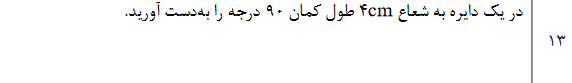 در یک دایره به شعاع ۴cm طول کمان ۹۰ درجه را به‌دست آورید.
۱۳